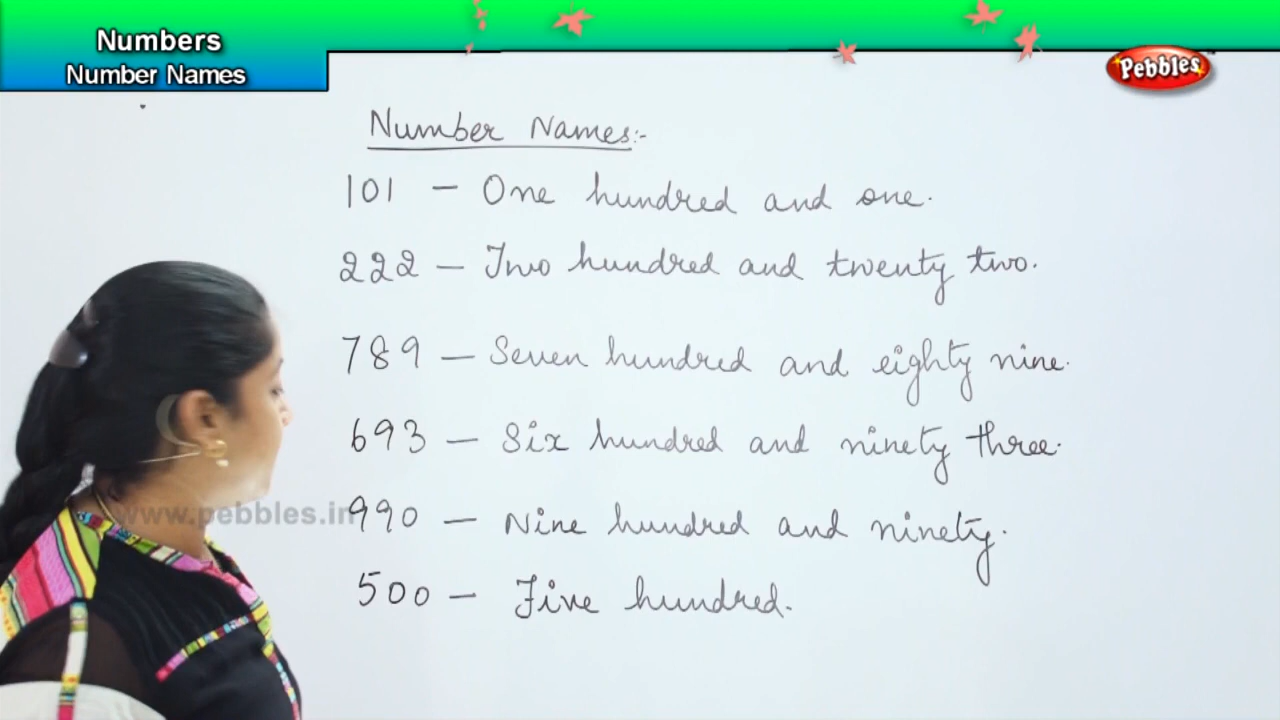 Numbers
Number Names
Pebbles
Number Names:-
101 - One hundred and one.
222 - Two hundred and twenty two.
789 - Seven hundred and eighty nine.
693 - Six hundred and ninety three.
www.pebbles.in
990 - Nine hundred and ninety.
500 - Five hundred.